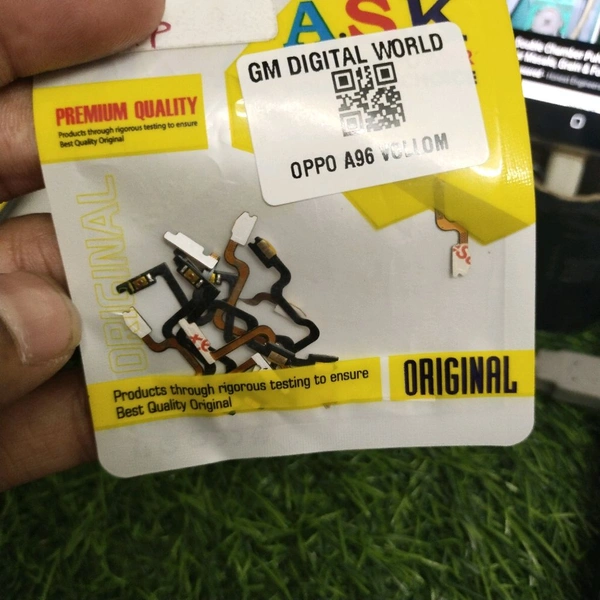 P
A.S.K
GM DIGITAL WORLD
OPPO A96 VOLLOM
PREMIUM QUALITY
Products through rigorous testing to ensure
Best Quality Original
ORIGINAL
Products through rigorous testing to ensure
Best Quality Original
ORIGINAL